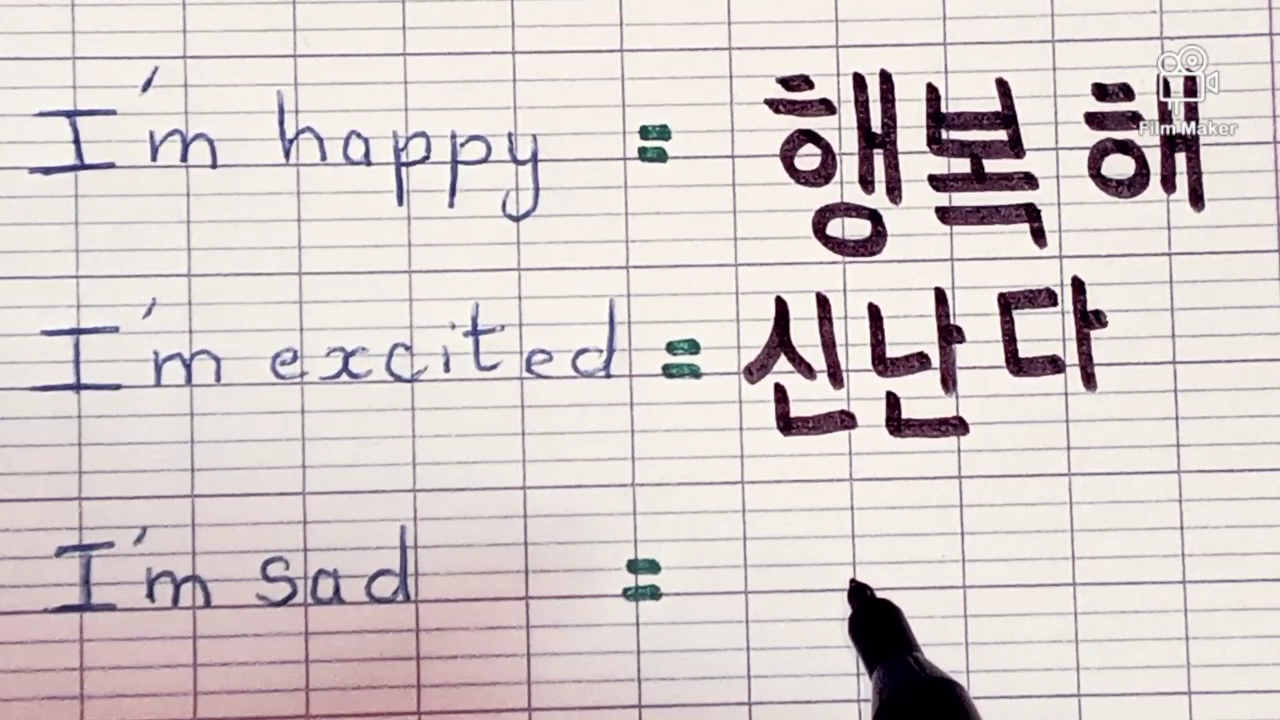 I'm happy = 행복해
Film Maker
I'm excited = 신난다
I'm sad =